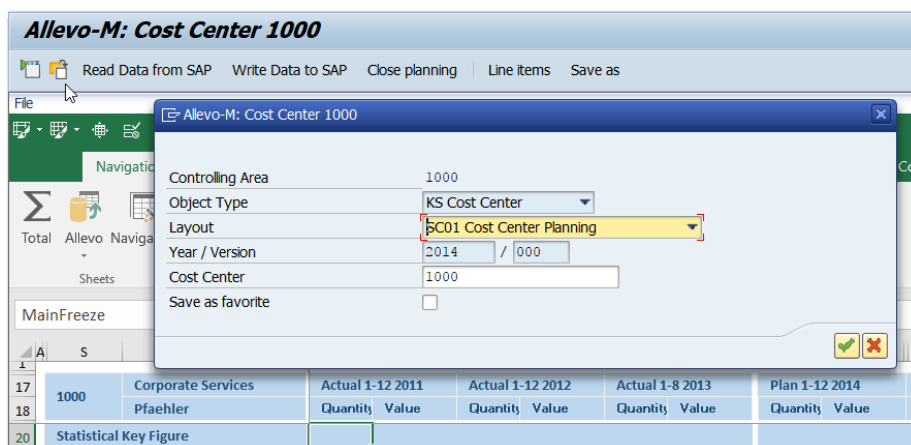 Allevo-M: Cost Center 1000
Read Data from SAP Write Data to SAP Close planning Line items Save as
File
Allevo-M: Cost Center 1000
Controlling Area 1000
Object Type KS Cost Center
Layout SC01 Cost Center Planning
Year / Version 2014 / 000
Cost Center 1000
Save as favorite
Navigatio
Total Allevo Naviga
Sheets
MainFreeze
A S
17 1000 Corporate Services Actual 1-12 2011 Actual 1-12 2012 Actual 1-8 2013 Plan 1-12 2014
18 Pfaehler Quantity Value Quantity Value Quantity Value Quantity Value
20 Statistical Key Figure